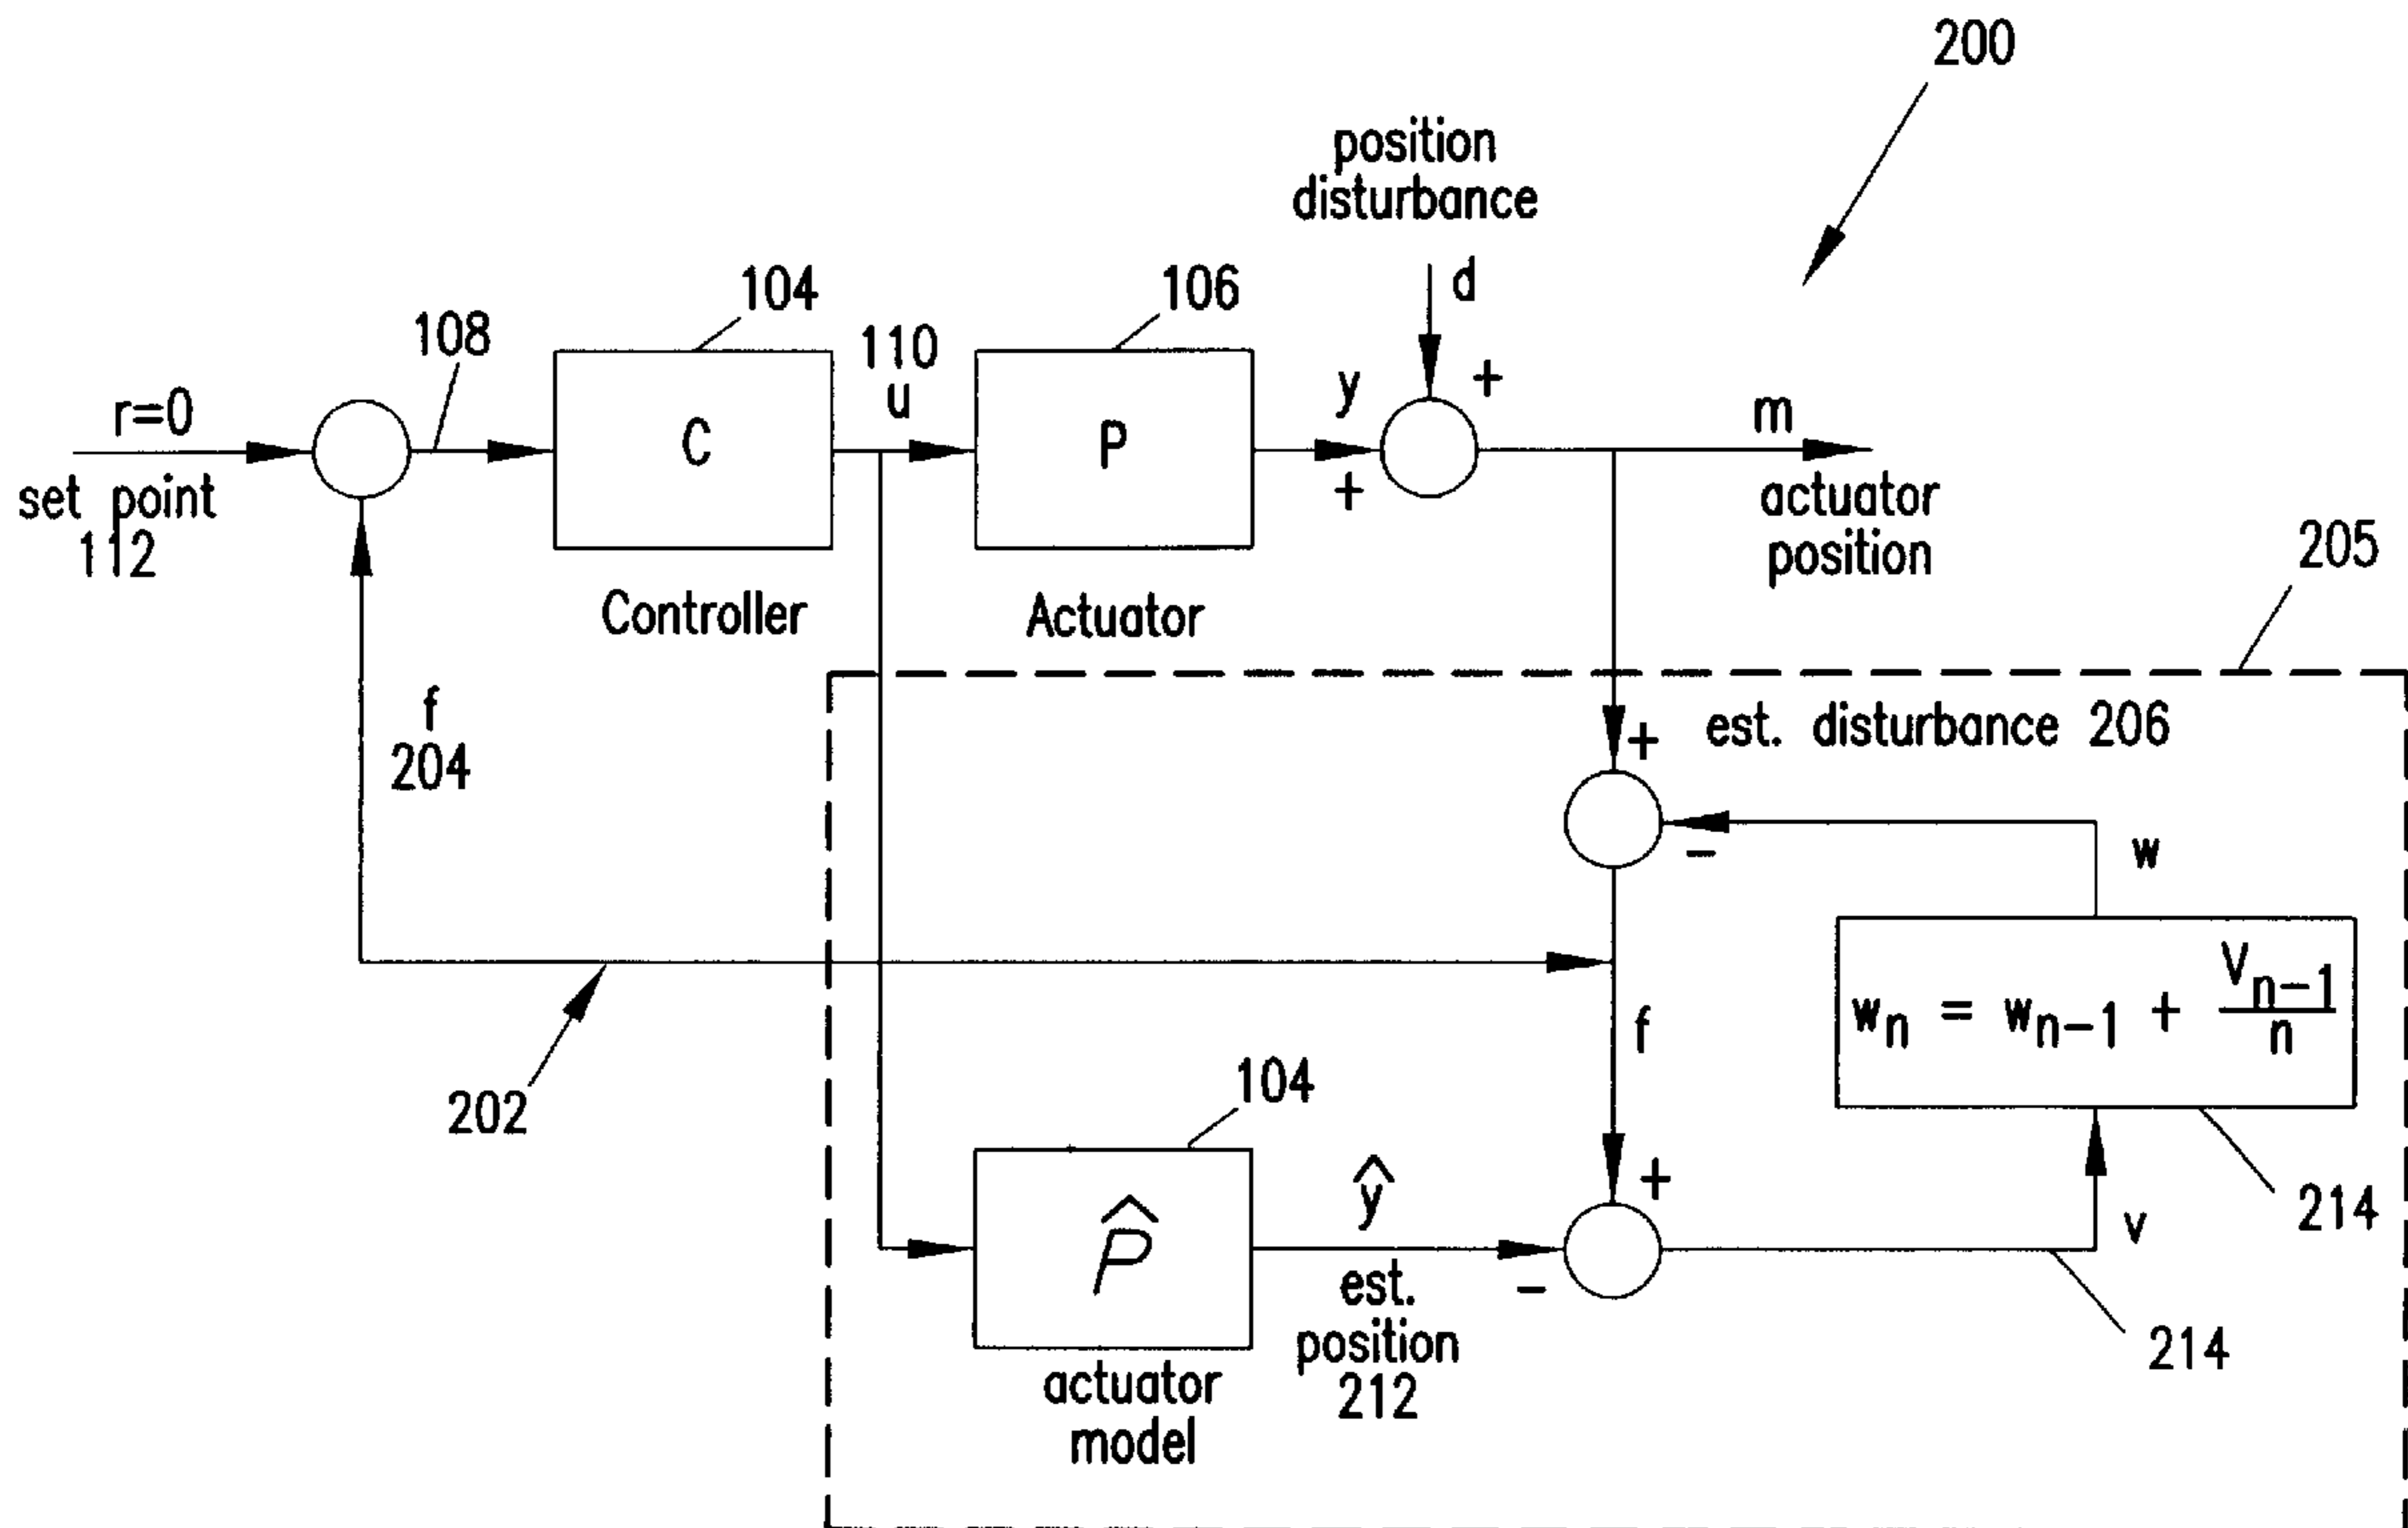 200
position
disturbance
d
104
106
108
110
u
r=0
set point
112
C
P
y
+
+
m
actuator
position
205
Controller
Actuator
f
204
+
est. disturbance 206
-
w
wn = wn-1 + Vn-1/n
f
202
104
P̂
ŷ
+
-
est.
position
212
actuator
model
v
214
214